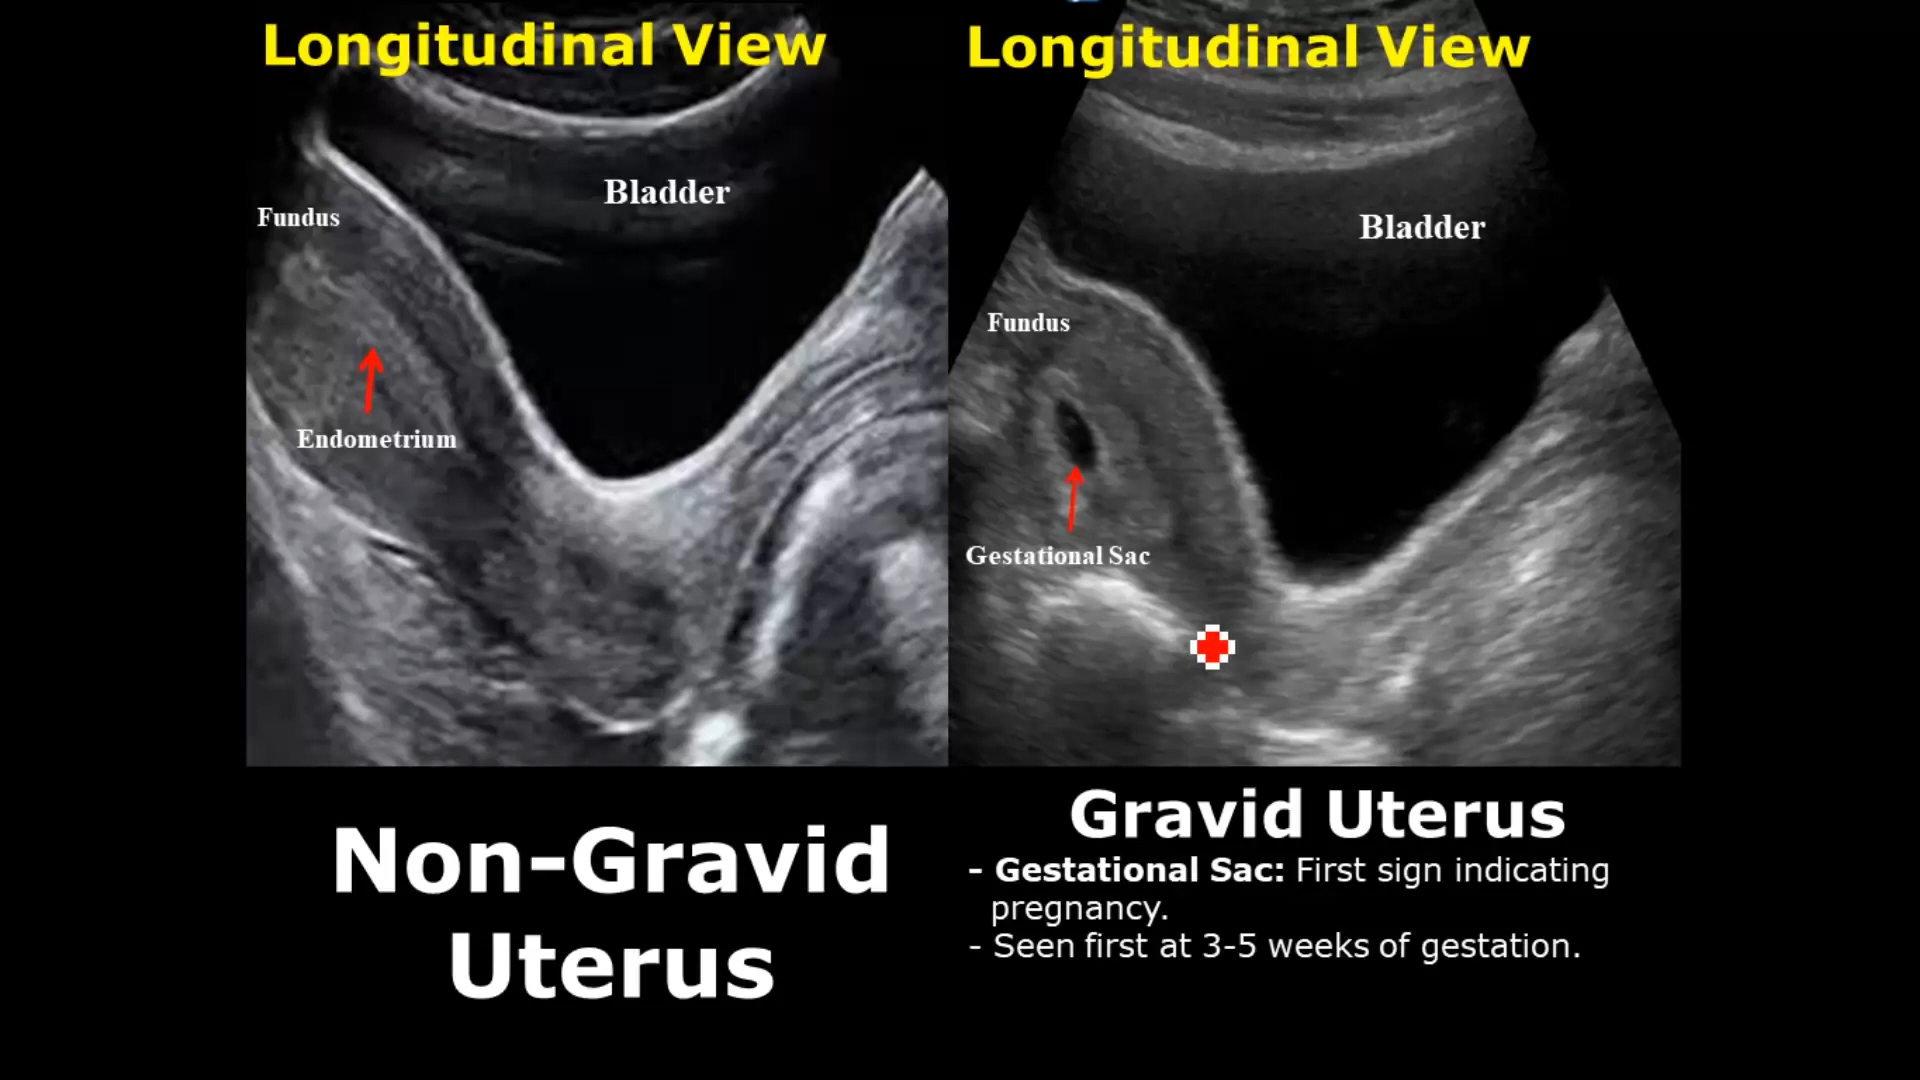 Longitudinal View
Bladder
Fundus
Endometrium
Non-Gravid
Uterus
Longitudinal View
Bladder
Fundus
Gestational Sac
Gravid Uterus
- Gestational Sac: First sign indicating
pregnancy.
- Seen first at 3-5 weeks of gestation.